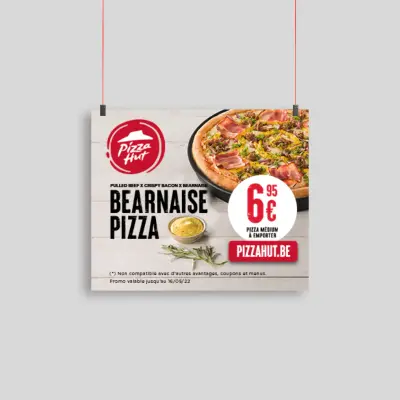 Pizza
Hut
PULLED BEEF X CRISPY BACON X BEARNAISE
BEARNAISE
PIZZA
6,95
€
PIZZA MEDIUM
À EMPORTER
PIZZAHUT.BE
(*) Non compatible avec d'autres avantages, coupons et menus.
Promo valable jusqu'au 16/06/22